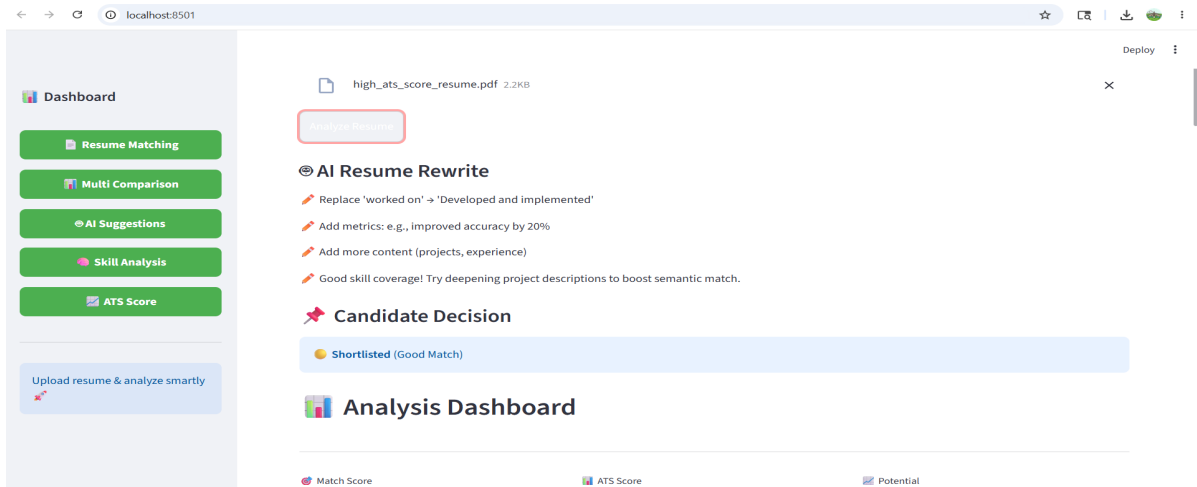 localhost:8501
Deploy
Dashboard
Resume Matching
Multi Comparison
AI Suggestions
Skill Analysis
ATS Score
Upload resume & analyze smartly
high_ats_score_resume.pdf 2.2KB
Analyze Resume
AI Resume Rewrite
Replace 'worked on' → 'Developed and implemented'
Add metrics: e.g., improved accuracy by 20%
Add more content (projects, experience)
Good skill coverage! Try deepening project descriptions to boost semantic match.
Candidate Decision
Shortlisted (Good Match)
Analysis Dashboard
Match Score
ATS Score
Potential